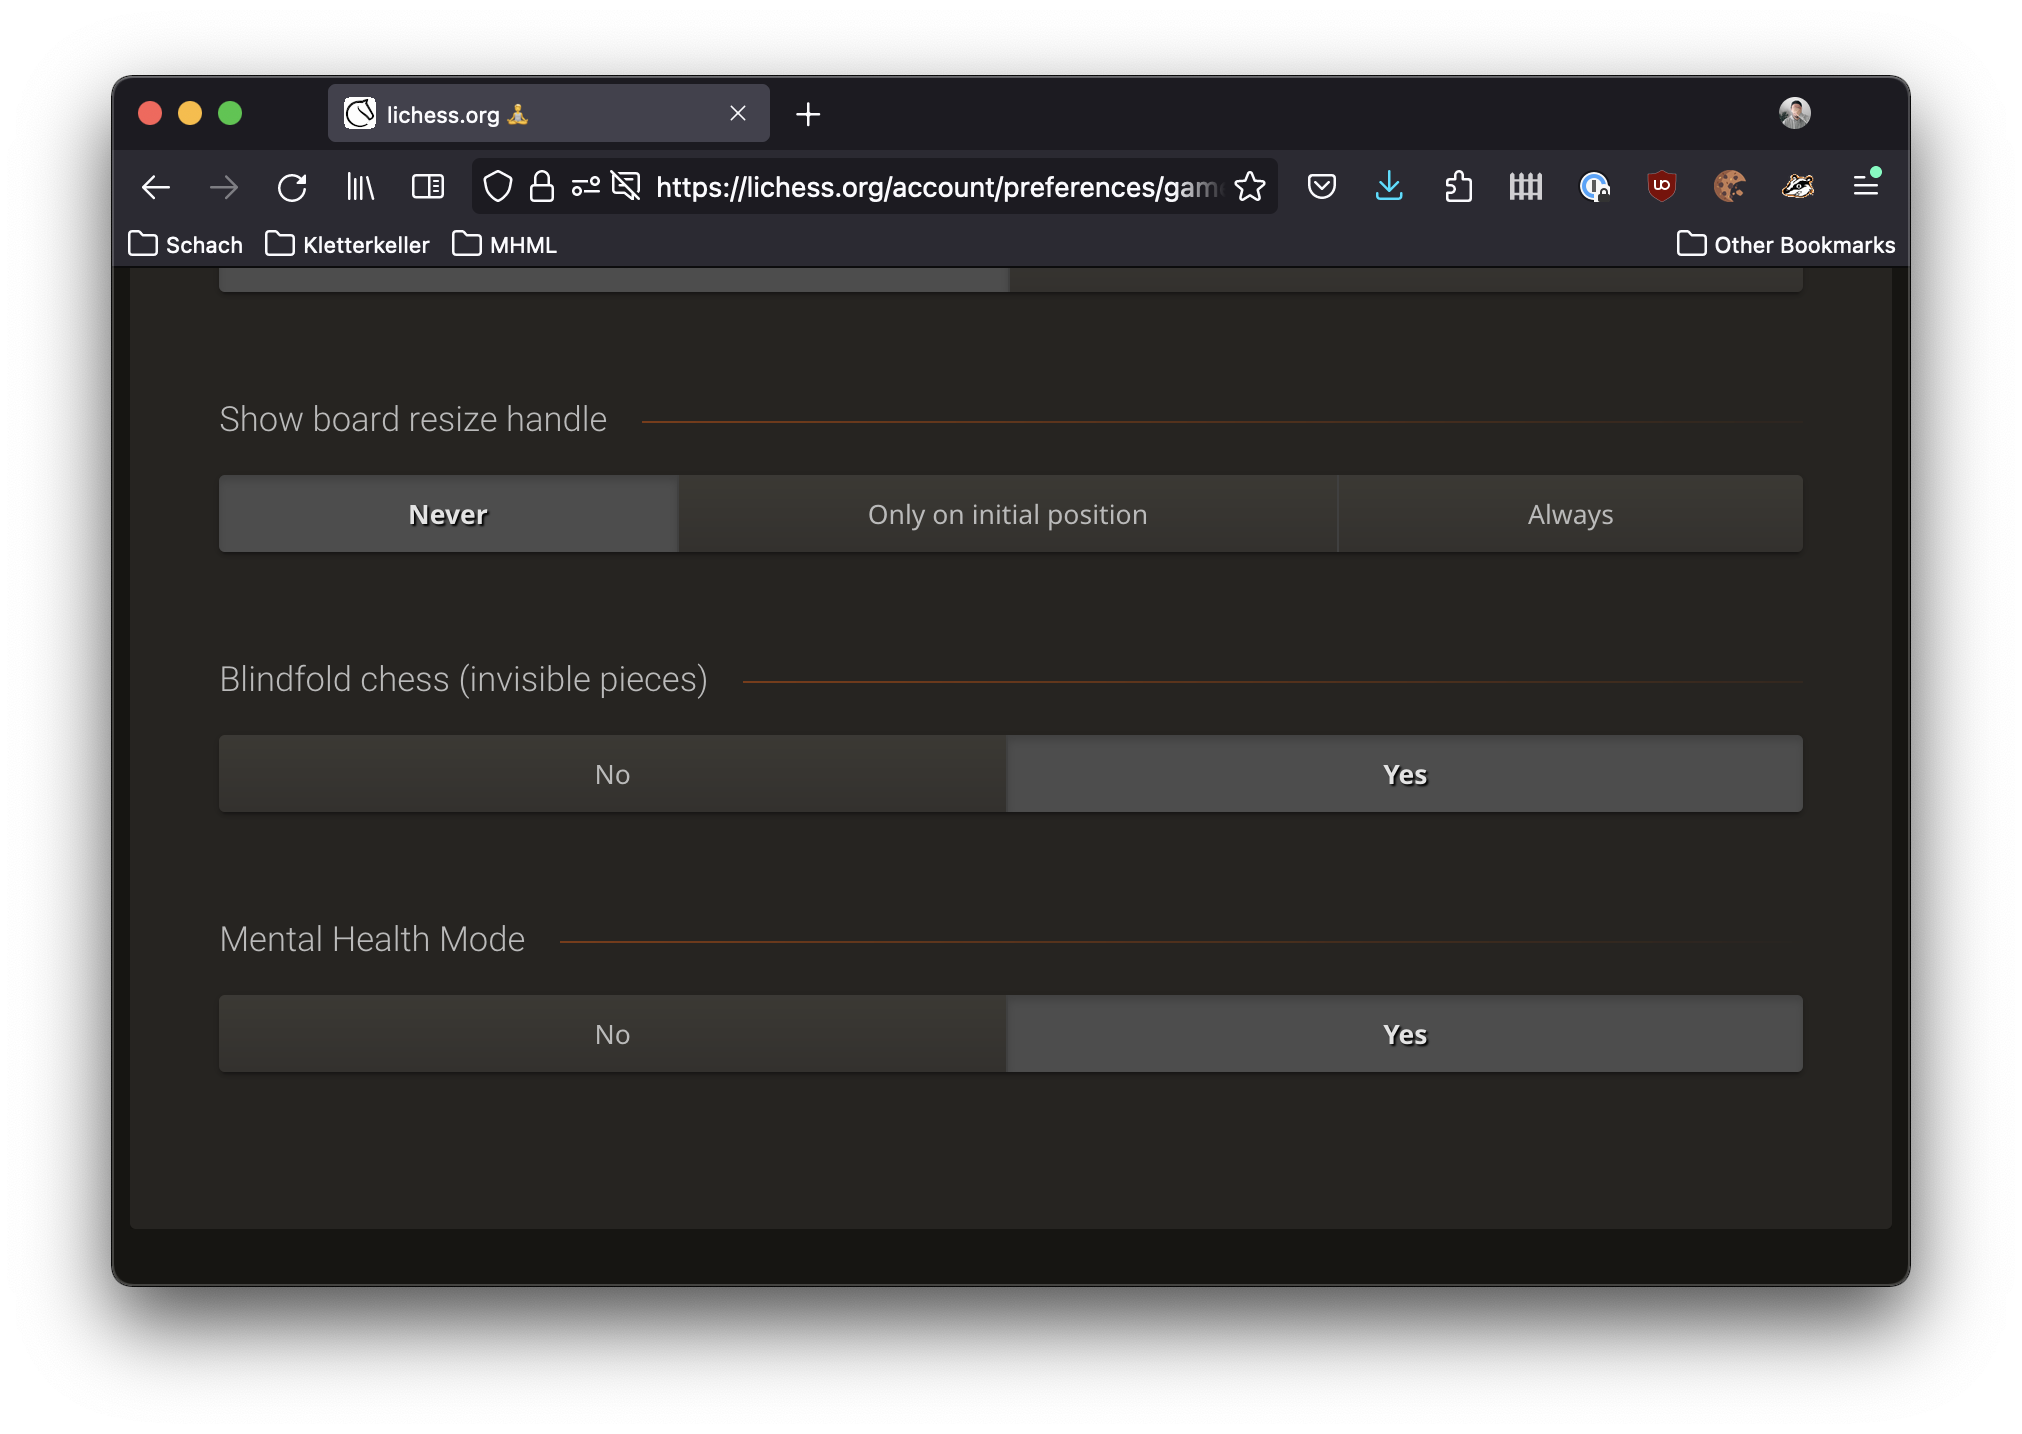 lichess.org 🧘
https://lichess.org/account/preferences/gam
Schach
Kletterkeller
MHML
Other Bookmarks
Show board resize handle
Never
Only on initial position
Always
Blindfold chess (invisible pieces)
No
Yes
Mental Health Mode
No
Yes